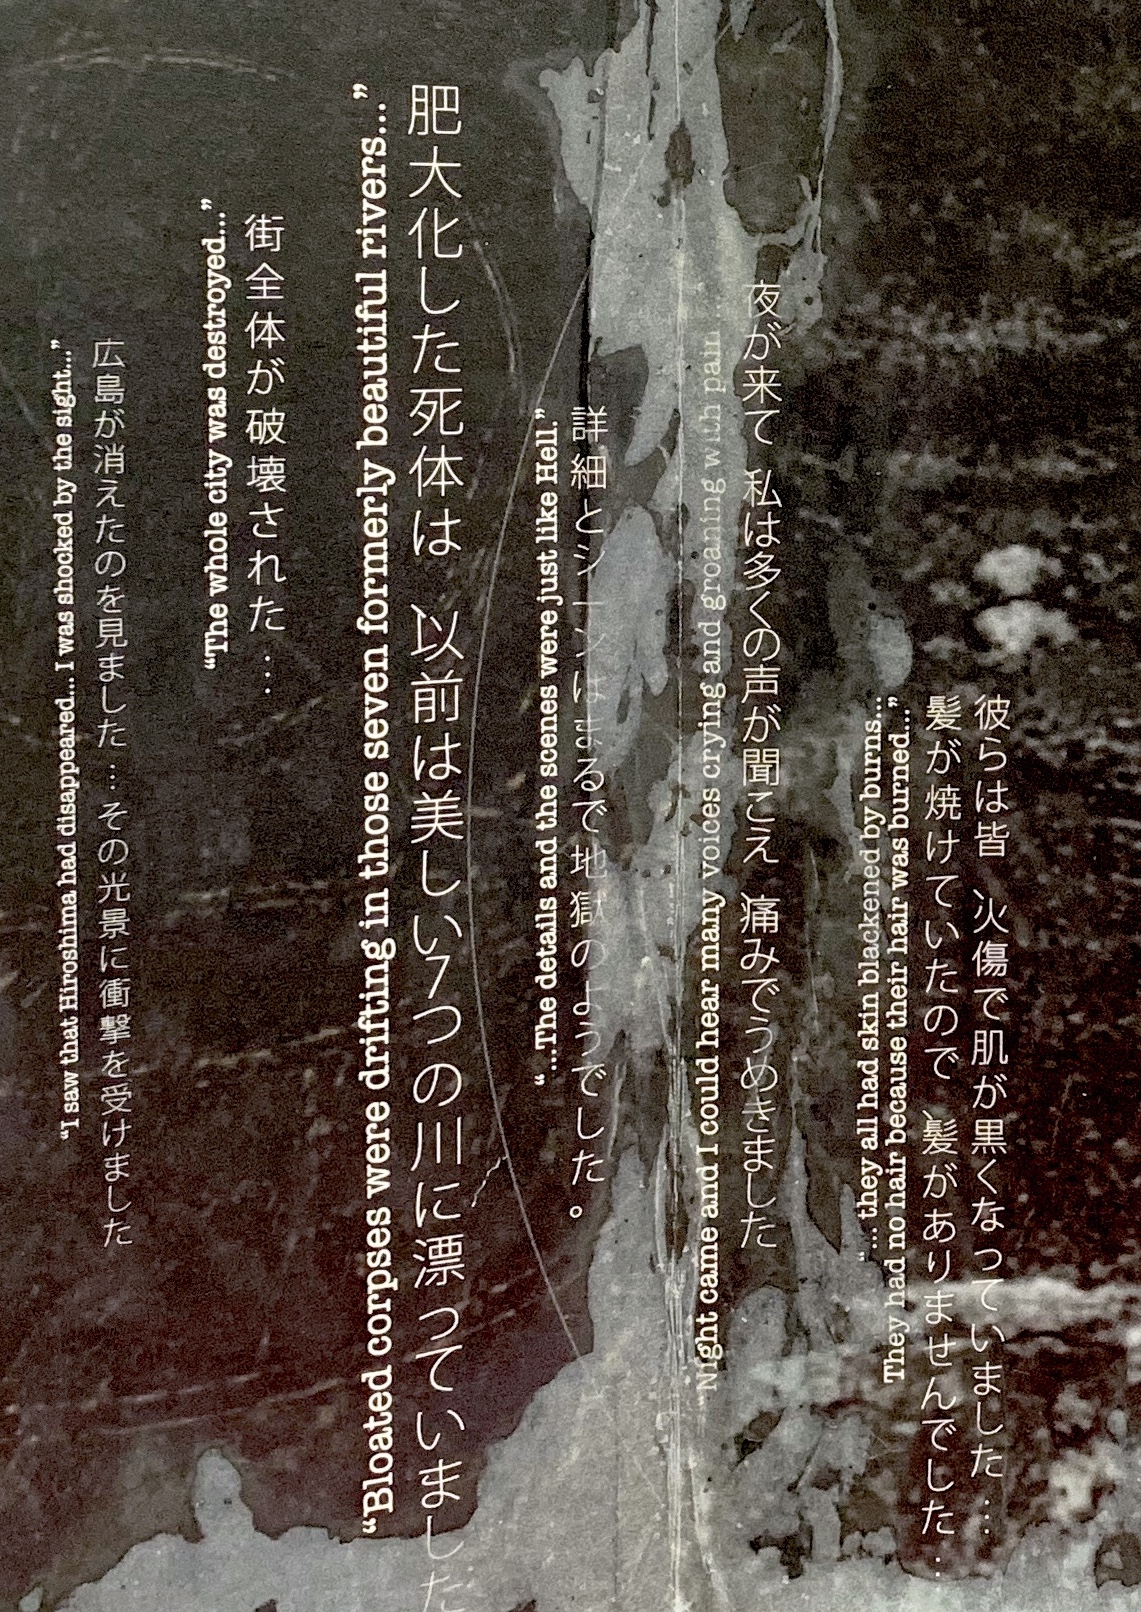 彼らは皆 火傷で肌が黒くなっていました …
髪が焼けていたので 髪がありませんでした …
“… they all had skin blackened by burns…
They had no hair because their hair was burned…”
夜が来て 私は多くの声が聞こえ 痛みでうめきました
“Night came and I could hear many voices crying and groaning with pain …
詳細とシーンはまるで地獄のようでした。
“…The details and the scenes were just like Hell.”
肥大化した死体は 以前は美しい7つの川に漂っていました
“Bloated corpses were drifting in those seven formerly beautiful rivers…”
街全体が破壊された …
“The whole city was destroyed…”
広島が消えたのを見ました … その光景に衝撃を受けました
“I saw that Hiroshima had disappeared… I was shocked by the sight…”